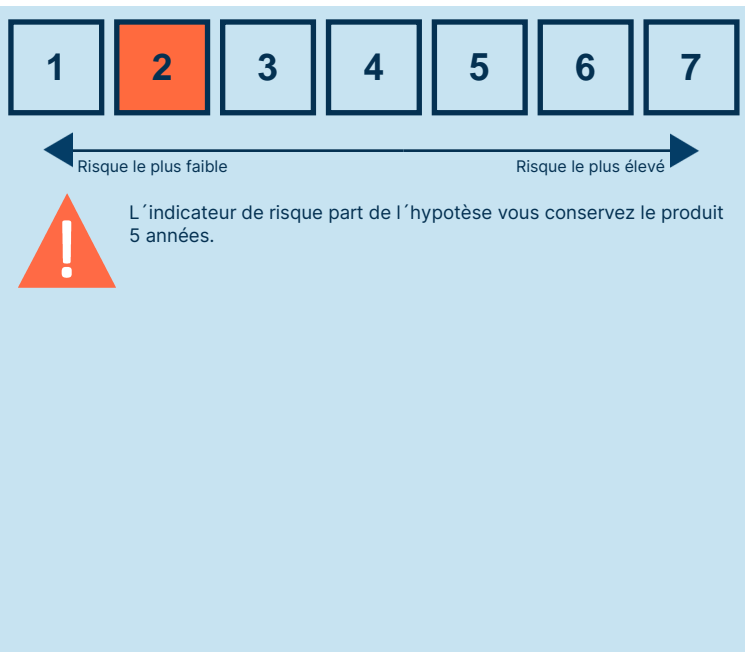 1 2 3 4 5 6 7
Risque le plus faible Risque le plus élevé
!
L´indicateur de risque part de l´hypotèse vous conservez le produit
5 années.